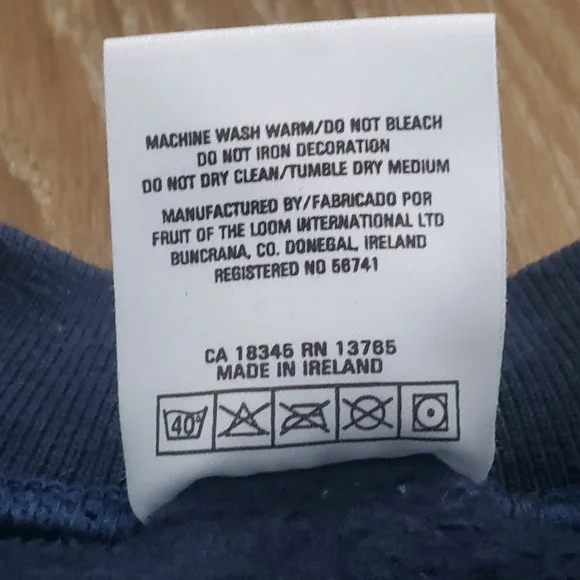 MACHINE WASH WARM/DO NOT BLEACH
DO NOT IRON DECORATION
DO NOT DRY CLEAN/TUMBLE DRY MEDIUM
MANUFACTURED BY/FABRICADO POR
FRUIT OF THE LOOM INTERNATIONAL LTD
BUNCRANA, CO. DONEGAL, IRELAND
REGISTERED NO 56741
CA 18345 RN 13765
MADE IN IRELAND
40°